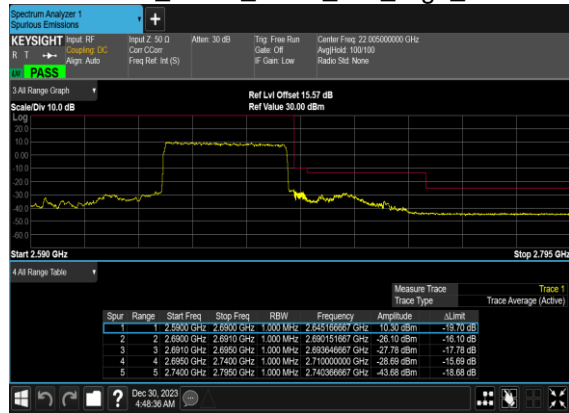 Spectrum Analyzer 1
Spurious Emissions
KEYSIGHT Input: RF Input Z: 50 Ω Atten: 30 dB Trig: Free Run Center Freq: 22.005000000 GHz
R T Coupling: DC Corr CCorr Gate: Off Avg|Hold: 100/100
Align: Auto Freq Ref: Int (S) IF Gain: Low Radio Std: None
PASS
3 All Range Graph
Ref Lvl Offset 15.57 dB
Scale/Div 10.0 dB Ref Value 30.00 dBm
Log
20.0
10.0
0.00
-10.0
-20.0
-30.0
-40.0
-50.0
-60.0
Start 2.590 GHz Stop 2.795 GHz
4 All Range Table
Measure Trace Trace 1
Trace Type Trace Average (Active)
Spur Range Start Freq Stop Freq RBW Frequency Amplitude ΔLimit
1 1 2.5900 GHz 2.6900 GHz 1.000 MHz 2.645166667 GHz 10.30 dBm -19.70 dB
2 2 2.6900 GHz 2.6910 GHz 1.000 MHz 2.690151667 GHz -26.10 dBm -16.10 dB
3 3 2.6910 GHz 2.6950 GHz 1.000 MHz 2.693646667 GHz -27.78 dBm -17.78 dB
4 4 2.6950 GHz 2.7400 GHz 1.000 MHz 2.710000000 GHz -28.69 dBm -15.69 dB
5 5 2.7400 GHz 2.7950 GHz 1.000 MHz 2.740366667 GHz -43.68 dBm -18.68 dB
? Dec 30, 2023
4:48:36 AM